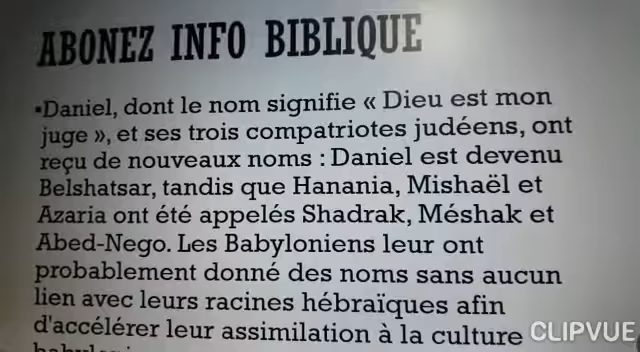 ABONEZ INFO BIBLIQUE
▪Daniel, dont le nom signifie « Dieu est mon
juge », et ses trois compatriotes judéens, ont
reçu de nouveaux noms : Daniel est devenu
Belshatsar, tandis que Hanania, Mishaël et
Azaria ont été appelés Shadrak, Méshak et
Abed-Nego. Les Babyloniens leur ont
probablement donné des noms sans aucun
lien avec leurs racines hébraïques afin
d'accélérer leur assimilation à la culture
CLIPVUE